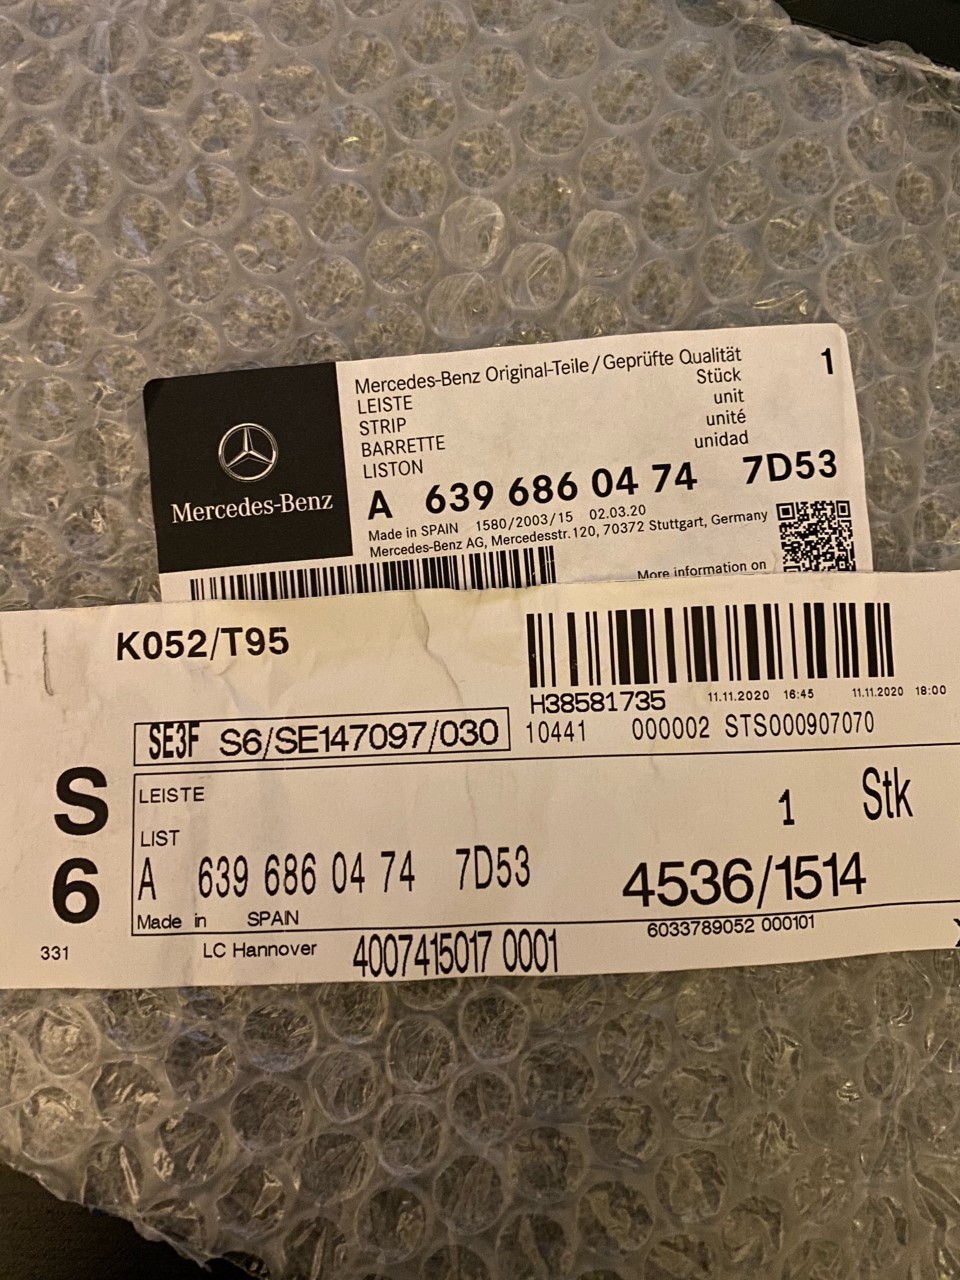 Mercedes-Benz Original-Teile/Geprüfte Qualität 1
LEISTE Stück
STRIP unit
BARRETTE unité
LISTON unidad
A 639 686 04 74 7D53
Made in SPAIN 1580/2003/15 02.03.20
Mercedes-Benz AG, Mercedesstr.120, 70372 Stuttgart, Germany
More information on
Mercedes-Benz
K052/T95
H38581735 11.11.2020 16:45 11.11.2020 18:00
SE3F S6/SE147097/030 10441 000002 STS000907070
S
6
LEISTE
1 Stk
LIST
A 639 686 04 74 7D53 4536/1514
Made in SPAIN
6033789052 000101
331 LC Hannover 4007415017 0001